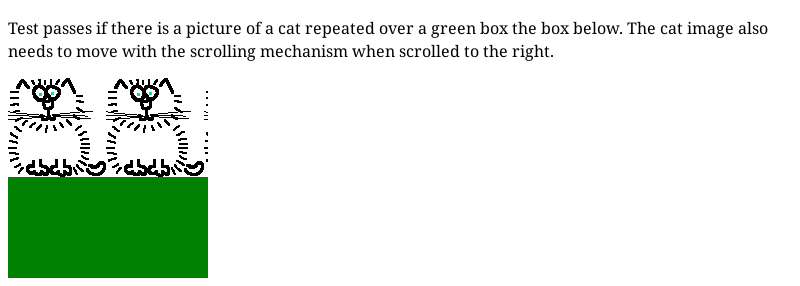 Test passes if there is a picture of a cat repeated over a green box the box below. The cat image also
needs to move with the scrolling mechanism when scrolled to the right.